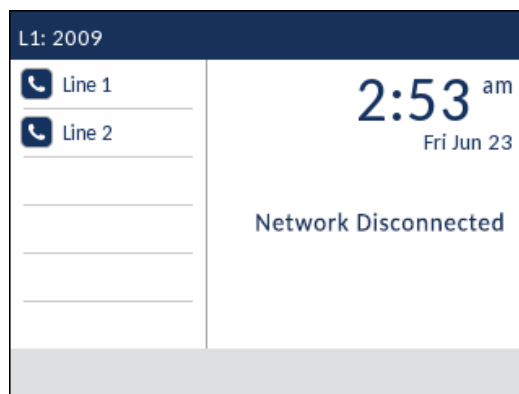 L1: 2009
Line 1
Line 2
2:53 am
Fri Jun 23
Network Disconnected